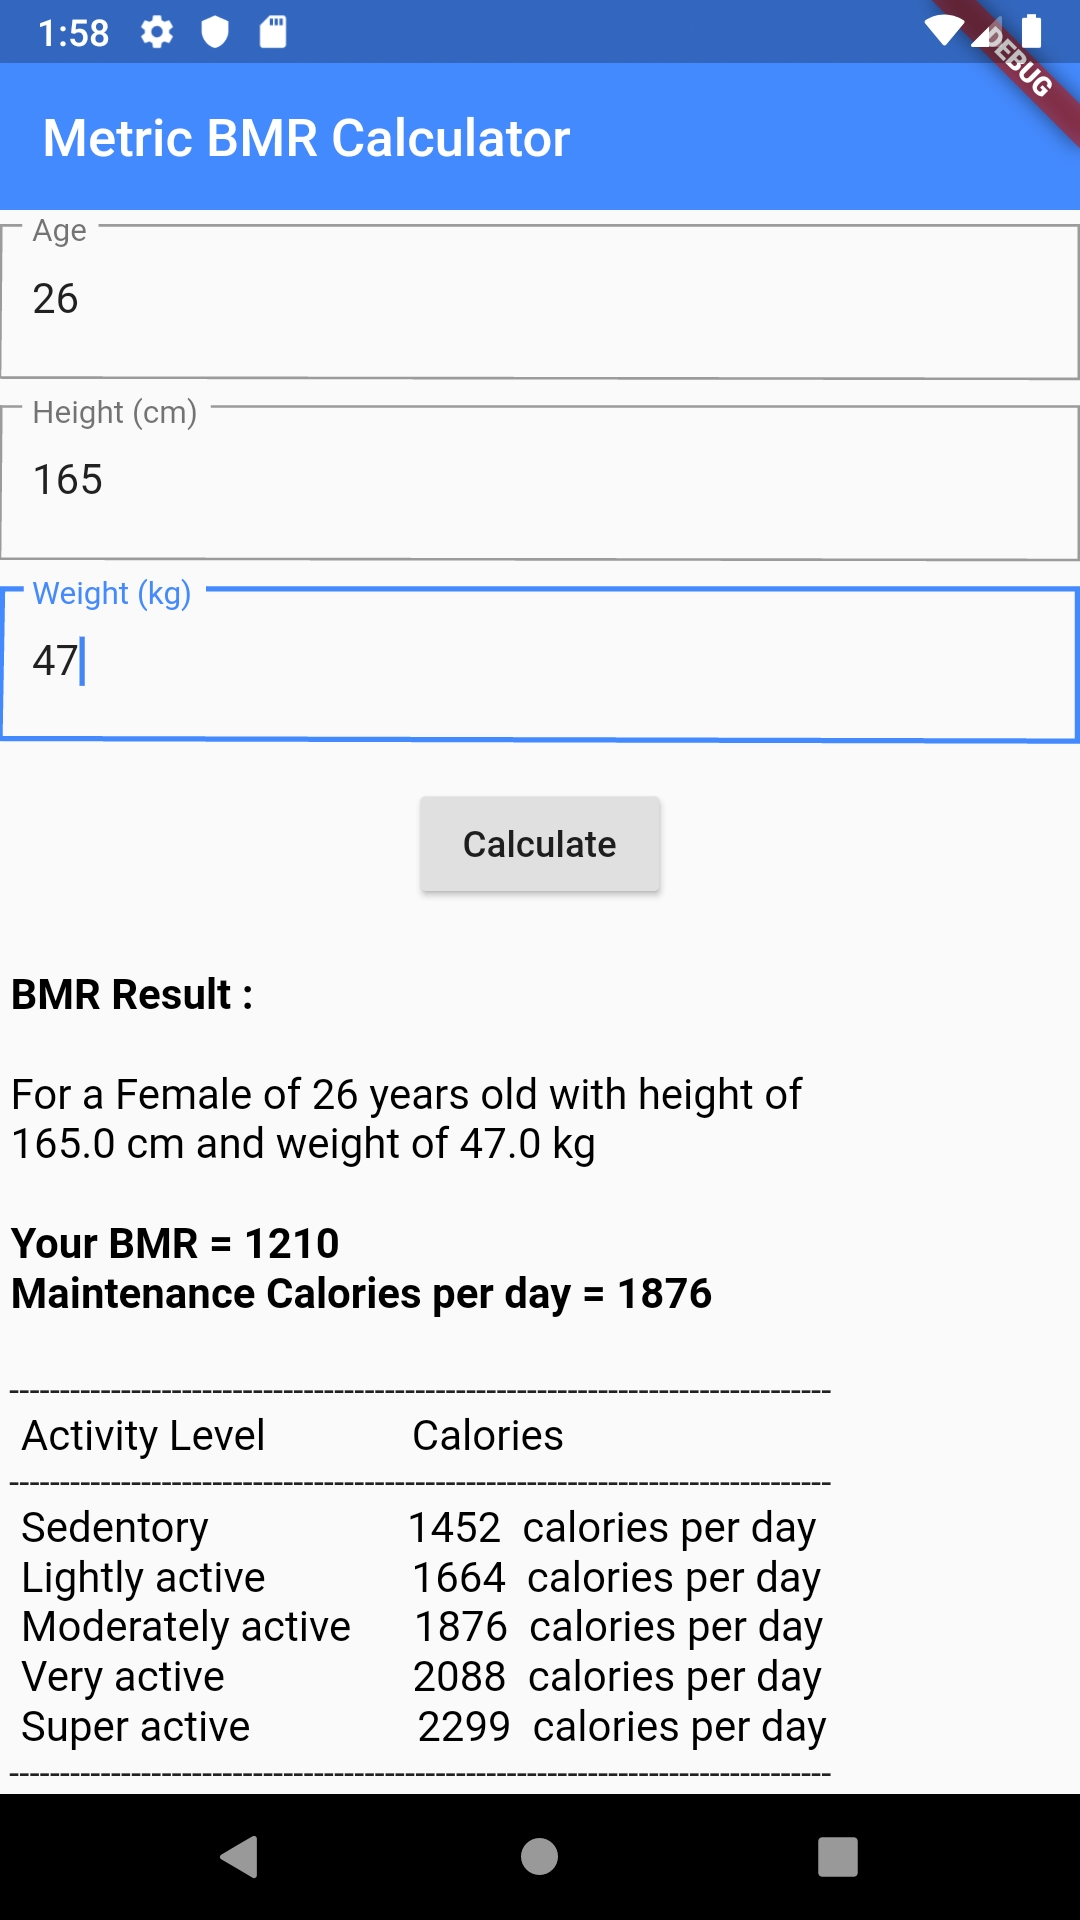 1:58
DEBUG
Metric BMR Calculator
Age
26
Height (cm)
165
Weight (kg)
47
Calculate
BMR Result :
For a Female of 26 years old with height of
165.0 cm and weight of 47.0 kg
Your BMR = 1210
Maintenance Calories per day = 1876
--------------------------------------------------------------------------------
Activity Level Calories
--------------------------------------------------------------------------------
Sedentory 1452 calories per day
Lightly active 1664 calories per day
Moderately active 1876 calories per day
Very active 2088 calories per day
Super active 2299 calories per day
--------------------------------------------------------------------------------